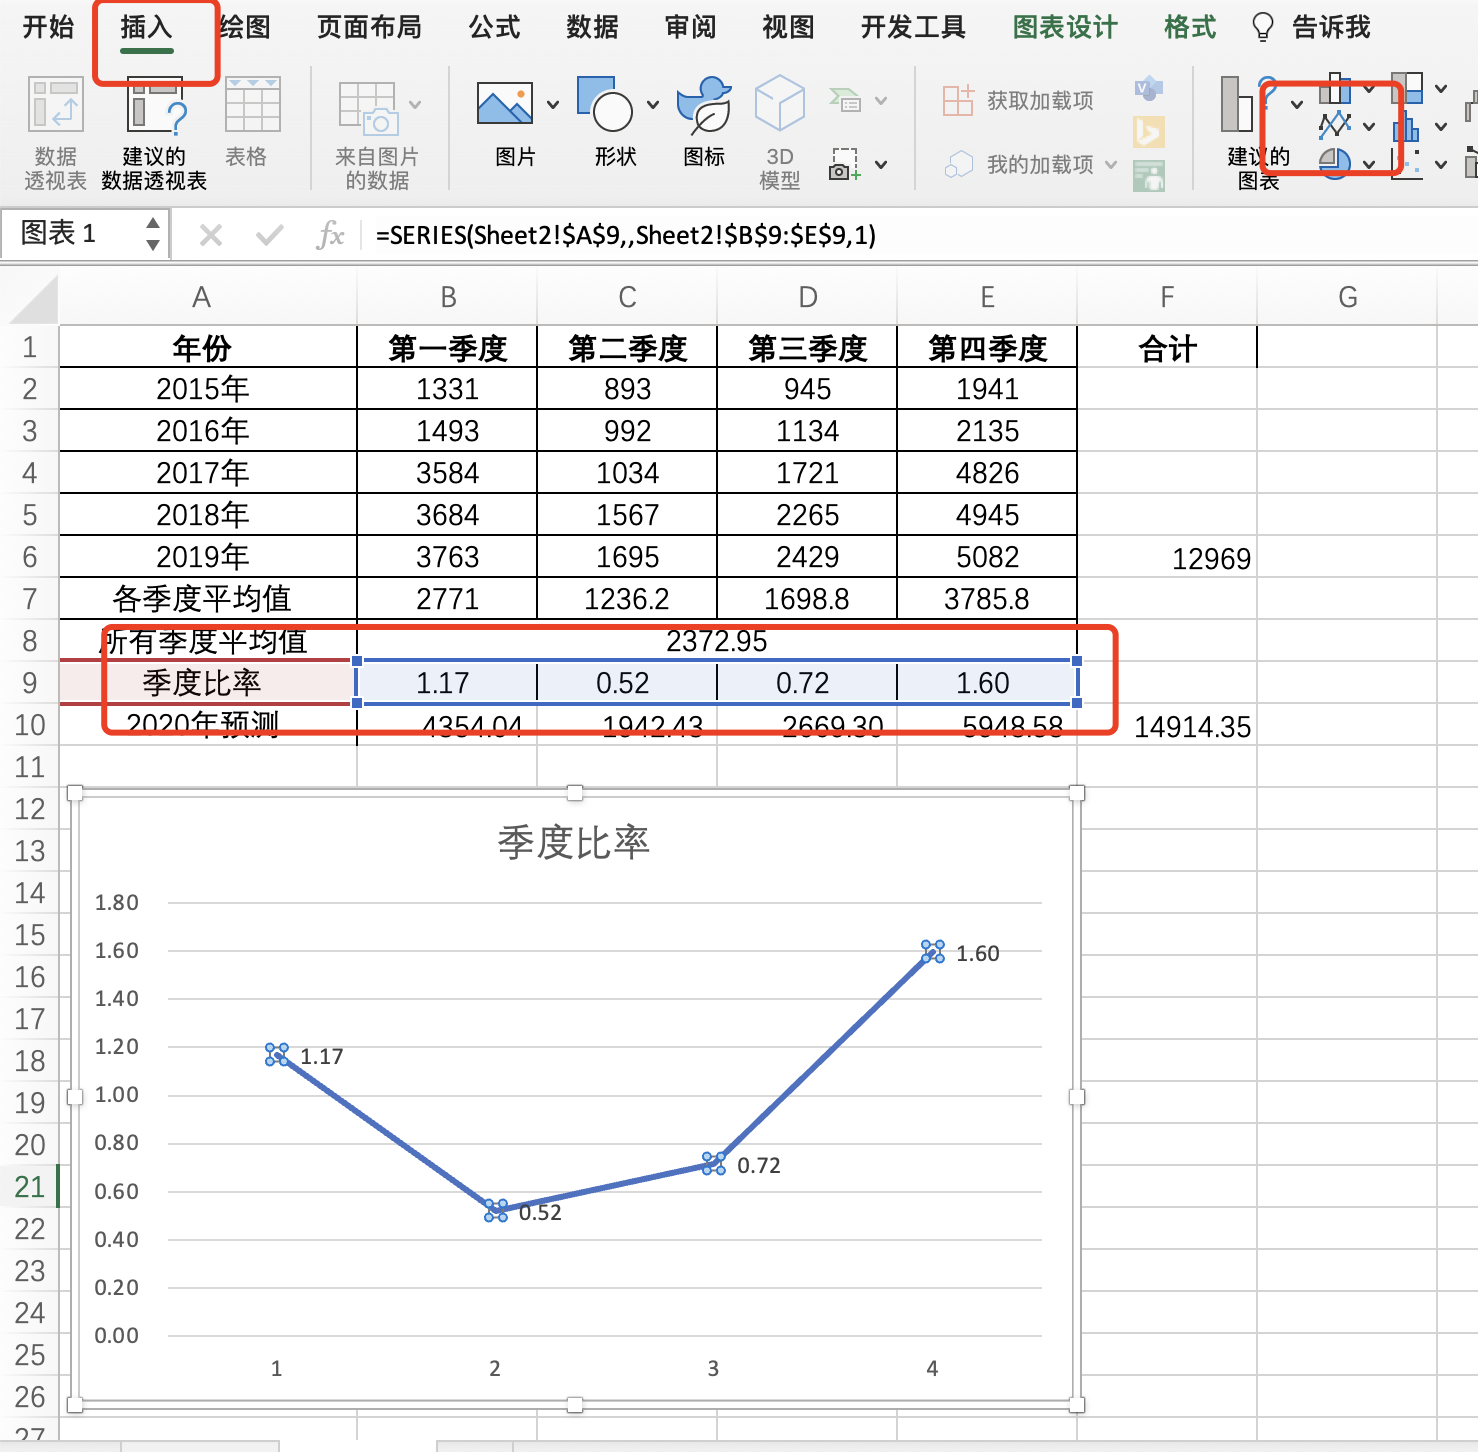 开始 插入 绘图 页面布局 公式 数据 审阅 视图 开发工具 图表设计 格式 告诉我
数据
透视表
建议的
数据透视表
表格
来自图片
的数据
图片
形状
图标
3D
模型
获取加载项
我的加载项
建议的
图表
图表 1 fx =SERIES(Sheet2!$A$9,,Sheet2!$B$9:$E$9,1)
A B C D E F G
1 年份 第一季度 第二季度 第三季度 第四季度 合计
2 2015年 1331 893 945 1941
3 2016年 1493 992 1134 2135
4 2017年 3584 1034 1721 4826
5 2018年 3684 1567 2265 4945
6 2019年 3763 1695 2429 5082 12969
7 各季度平均值 2771 1236.2 1698.8 3785.8
8 所有季度平均值 2372.95
9 季度比率 1.17 0.52 0.72 1.60
10 2020年预测 4354.04 1942.43 2669.30 5948.58 14914.35
11
12
13
14
15
16
17
18
19
20
21
22
23
24
25
26
27
季度比率
1.80
1.60
1.40
1.20
1.00
0.80
0.60
0.40
0.20
0.00
1.17
0.52
0.72
1.60
1 2 3 4